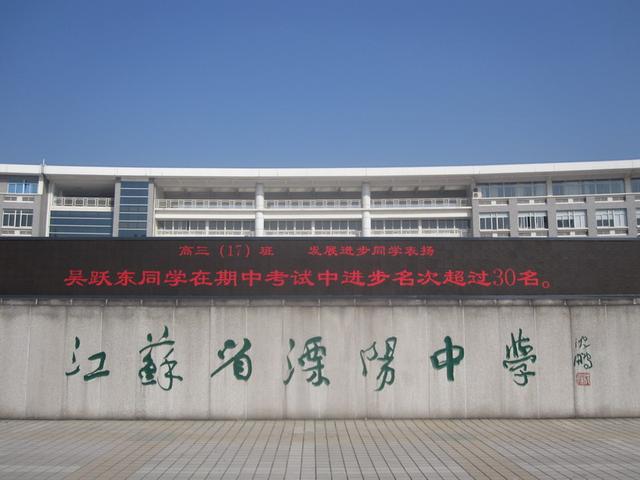 高三（17）班 发展进步同学表扬
吴跃东同学在期中考试中进步名次超过30名。
江蘇省溧陽中學
沈鹏